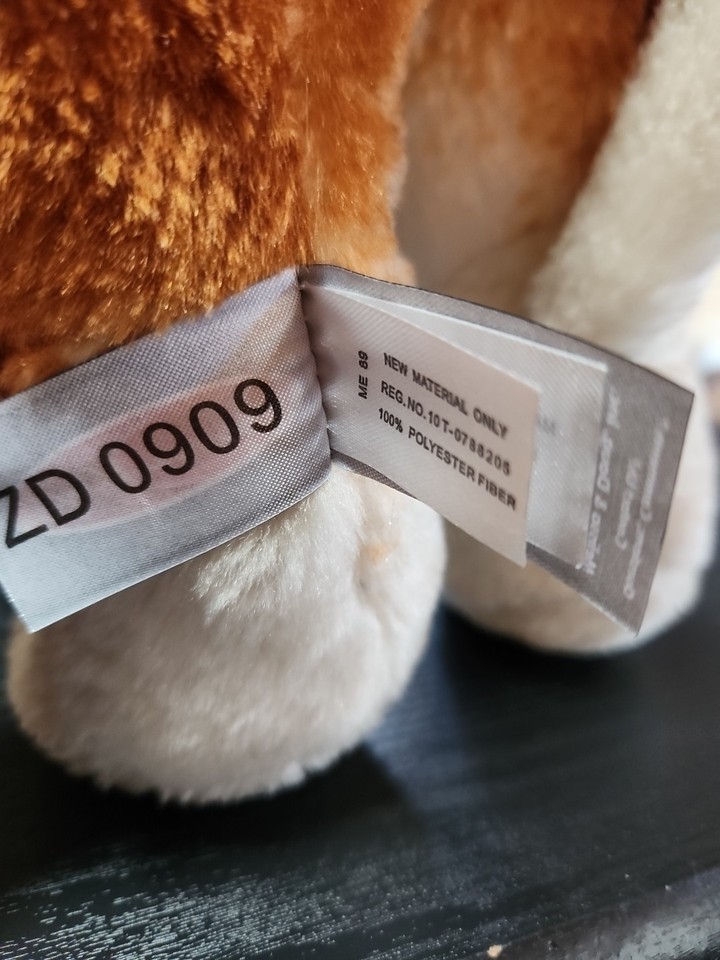 ZD 0909
ME 89
NEW MATERIAL ONLY
REG.NO.10T-0788205
100% POLYESTER FIBER